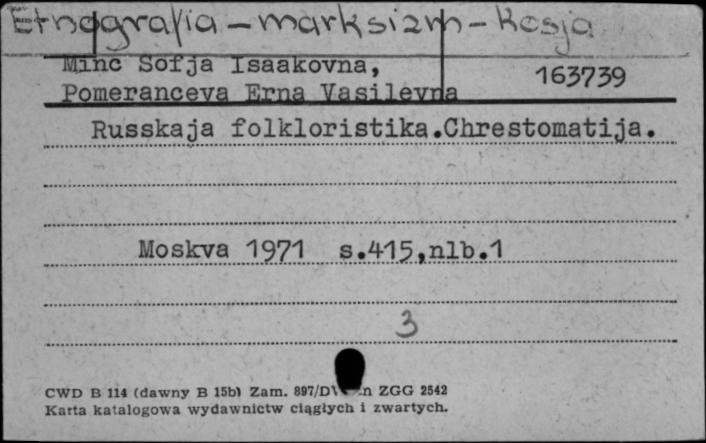 Etnografia - marksizm - Rosja
Minc Sofja Isaakovna,
163739
Pomeranceva Erna Vasilevna
Russkaja folkloristika.Chrestomatija.
Moskva 1971 s.415,nlb.1
3
CWD B 114 (dawny B 15b) Zam. 897/ ZGG 2542
Karta katalogowa wydawnictw ciągłych i zwartych.